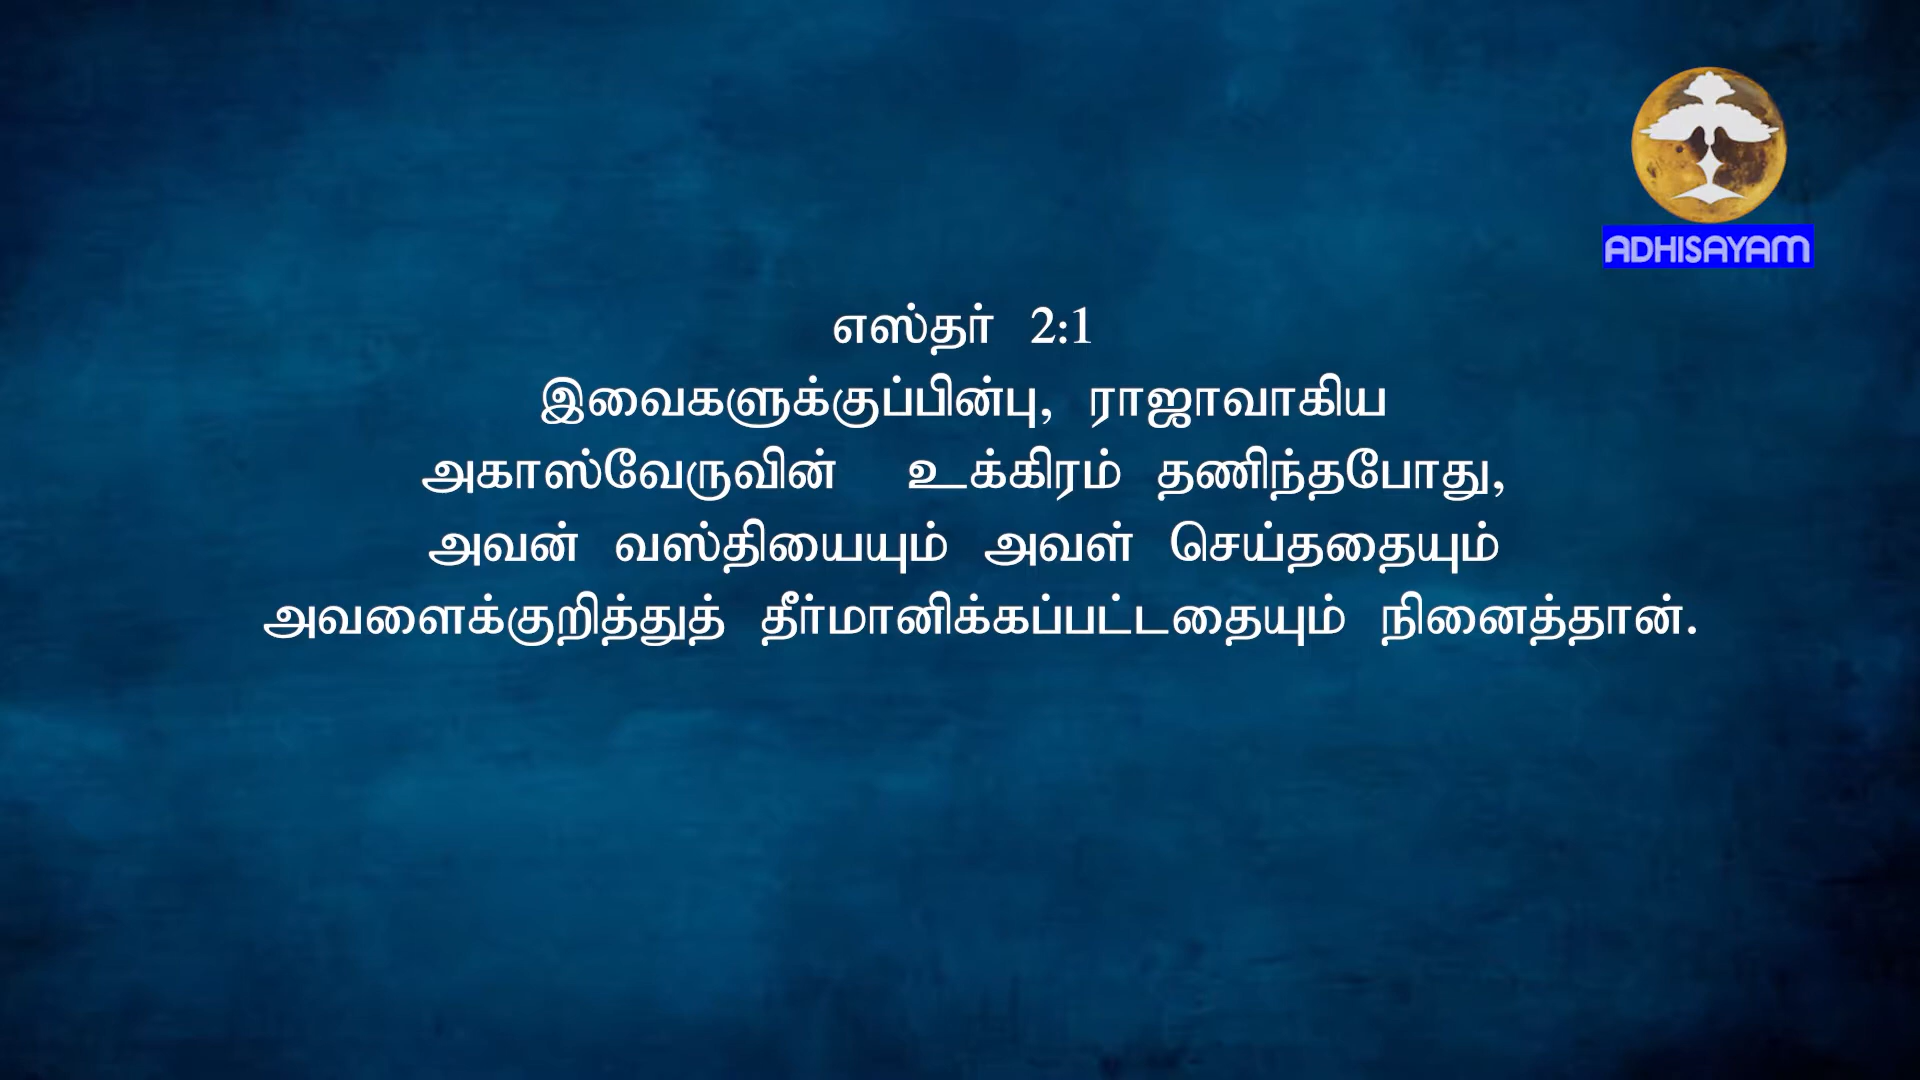 ADHISAYAM
எஸ்தர் 2:1
இவைகளுக்குப்பின்பு, ராஜாவாகிய
அகாஸ்வேருவின் உக்கிரம் தணிந்தபோது,
அவன் வஸ்தியையும் அவள் செய்ததையும்
அவளைக்குறித்துத் தீர்மானிக்கப்பட்டதையும் நினைத்தான்.